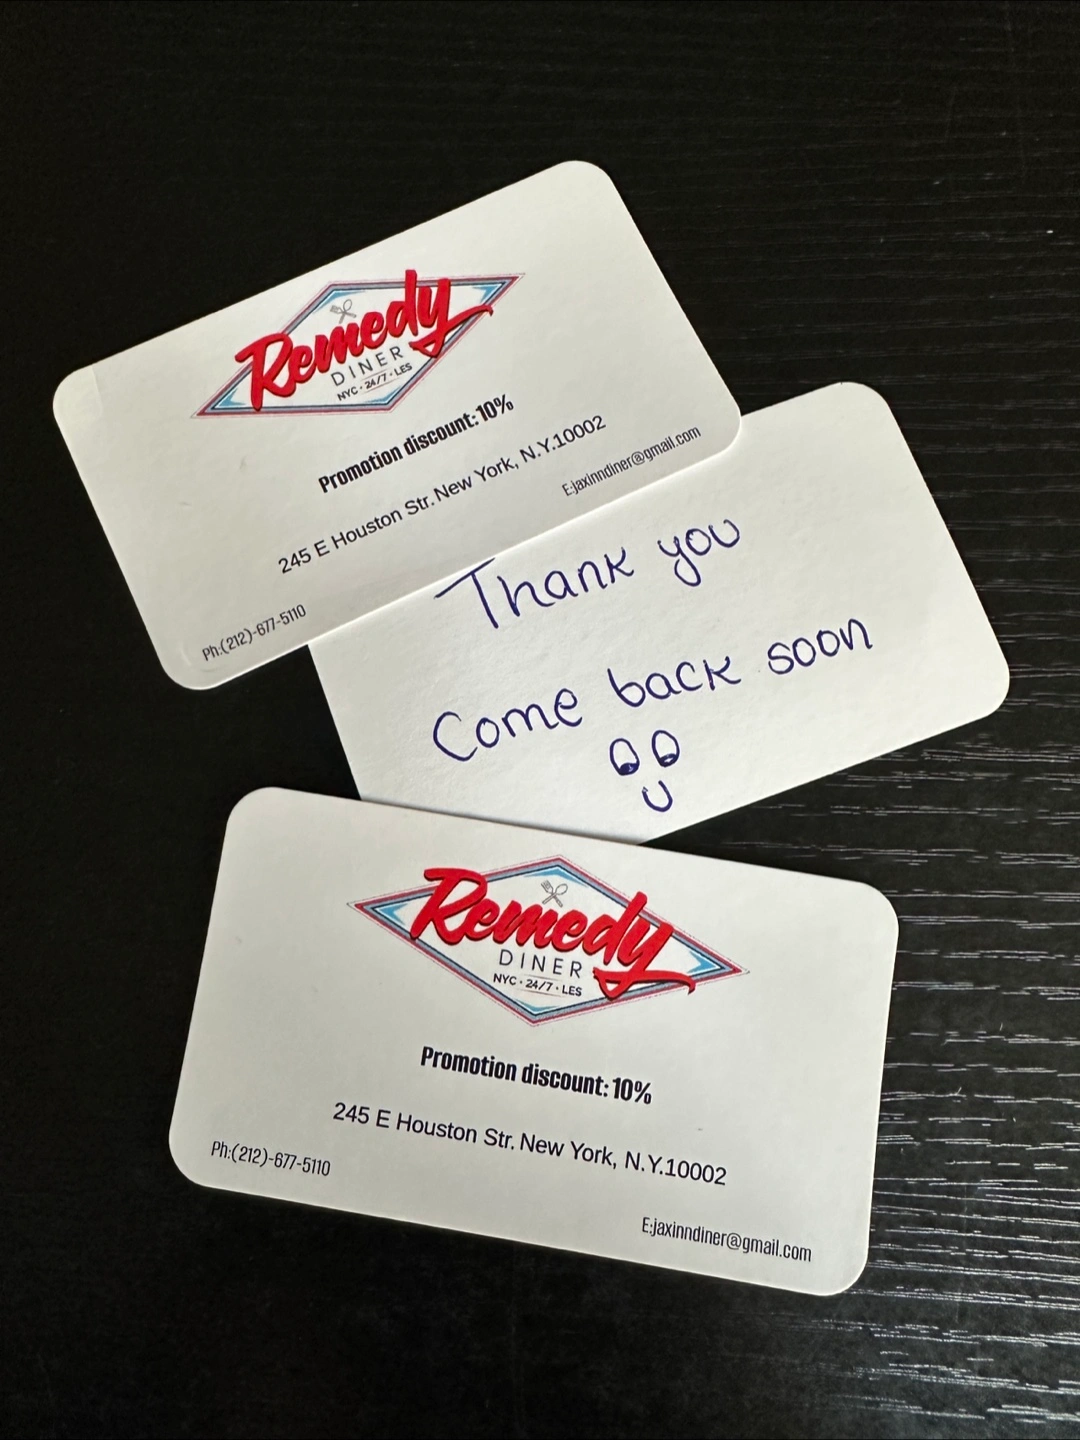 Remedy
DINER
NYC · 24/7 · LES
Promotion discount: 10%
245 E Houston Str. New York, N.Y.10002
E:jaxinndiner@gmail.com
Ph:(212)-677-5110
Thank you
Come back soon
Remedy
DINER
NYC · 24/7 · LES
Promotion discount: 10%
245 E Houston Str. New York, N.Y.10002
Ph:(212)-677-5110
E:jaxinndiner@gmail.com